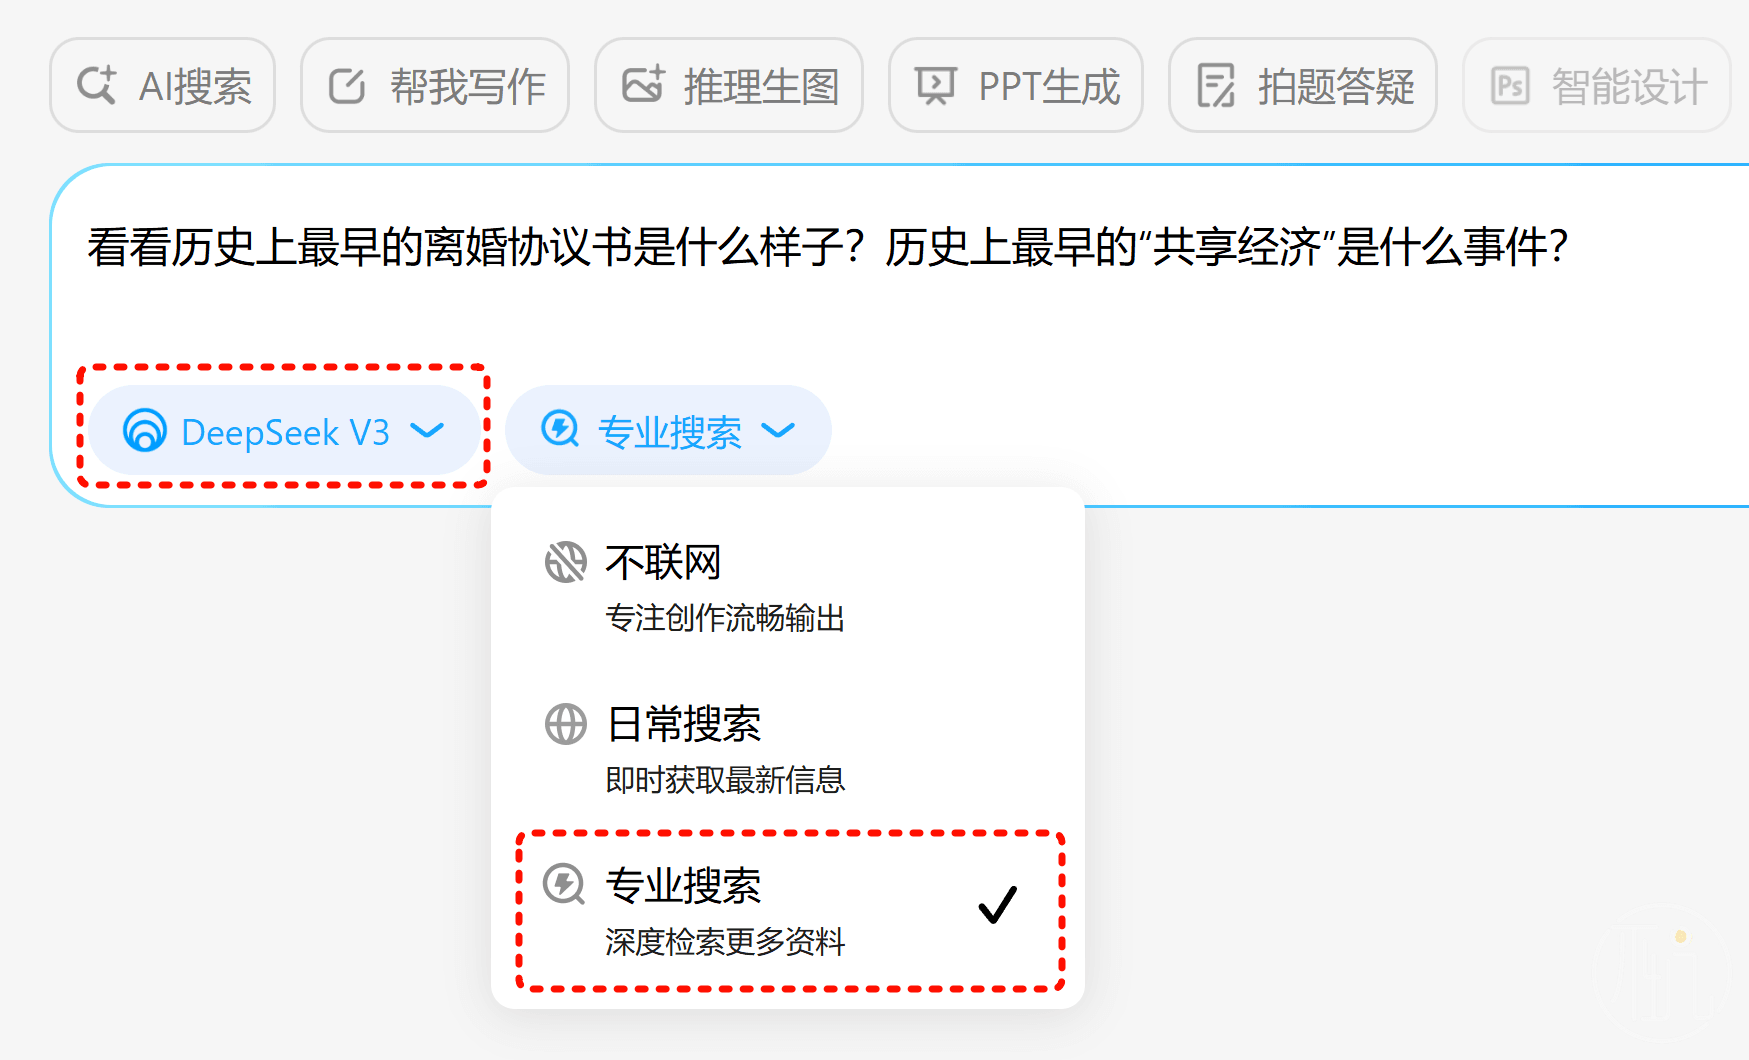 AI搜索 帮我写作 推理生图 PPT生成 拍题答疑 Ps 智能设计
看看历史上最早的离婚协议书是什么样子？历史上最早的“共享经济”是什么事件？
DeepSeek V3 专业搜索
不联网
专注创作流畅输出
日常搜索
即时获取最新信息
专业搜索
深度检索更多资料